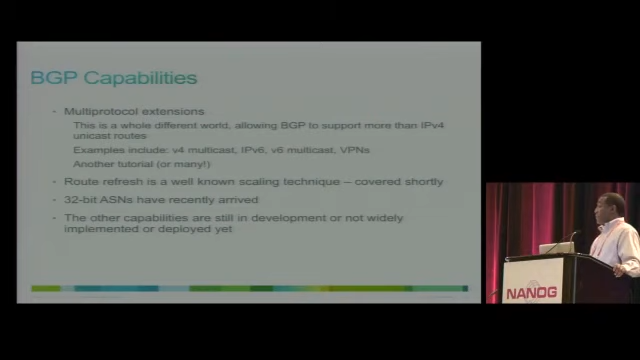 BGP Capabilities
Multiprotocol extensions
This is a whole different world, allowing BGP to support more than IPv4
unicast routes
Examples include: v4 multicast, IPv6, v6 multicast, VPNs
Another tutorial (or many!)
Route refresh is a well known scaling technique – covered shortly
32-bit ASNs have recently arrived
The other capabilities are still in development or not widely
implemented or deployed yet
NANOG